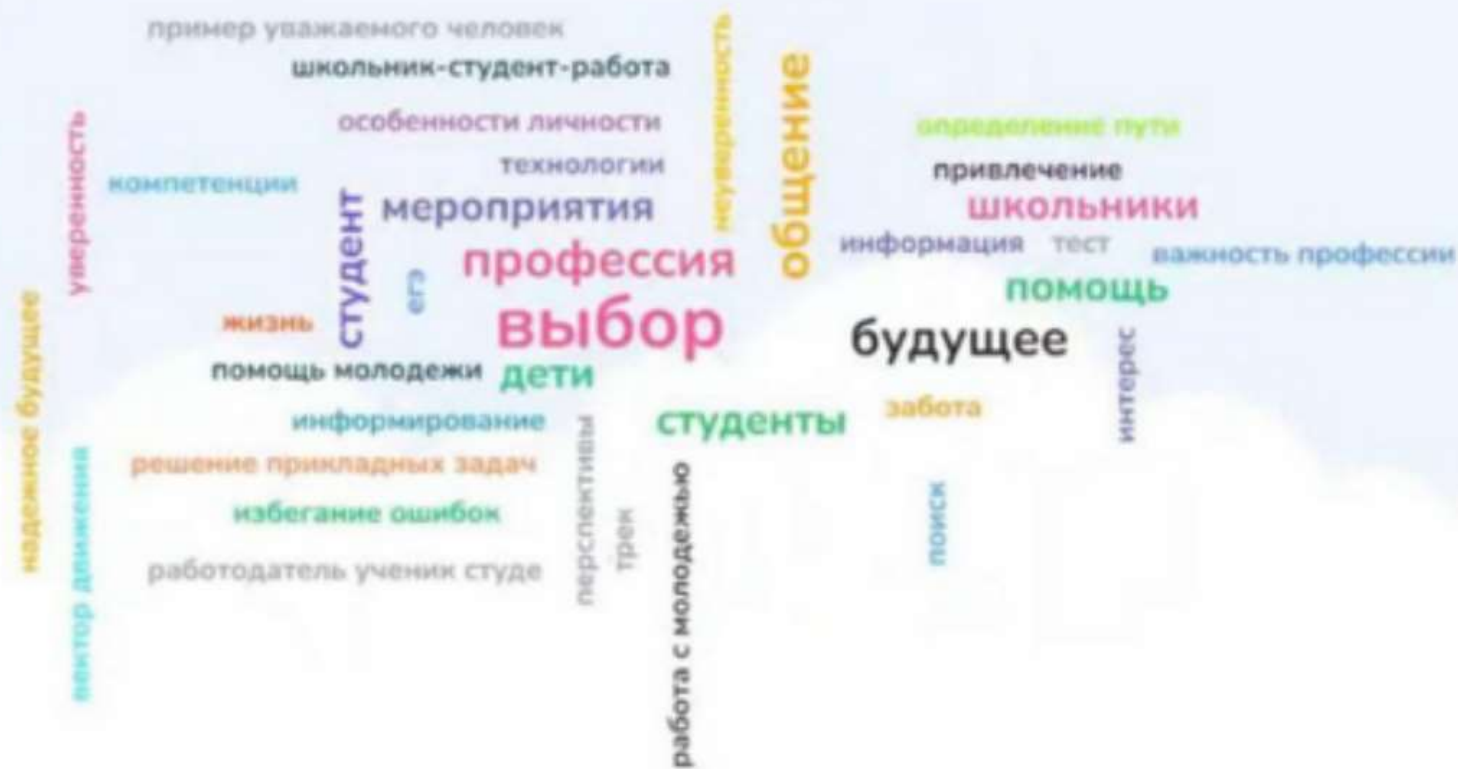 пример уважаемого человек
школьник-студент-работа
неуверенность
общение
уверенность
особенности личности
определение пути
технологии
привлечение
компетенции
студент
мероприятия
школьники
информация
тест
важность профессии
профессия
егэ
помощь
надежное будущее
жизнь
выбор
будущее
интерес
помощь молодежи
дети
забота
информирование
студенты
перспективы
вектор движения
решение прикладных задач
работа с молодежью
поиск
избегание ошибок
трек
работодатель ученик студе